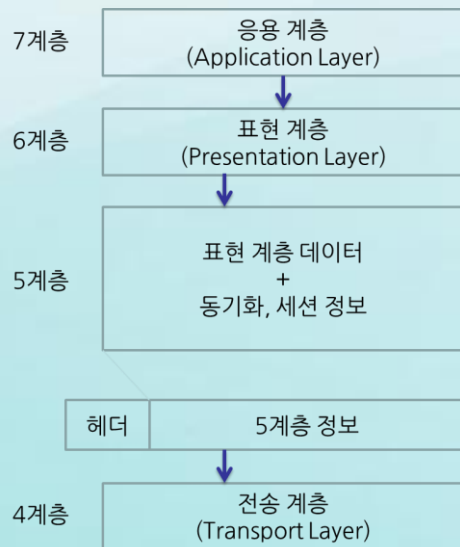 7계층
응용 계층
(Application Layer)
6계층
표현 계층
(Presentation Layer)
5계층
표현 계층 데이터
+
동기화, 세션 정보
헤더
5계층 정보
4계층
전송 계층
(Transport Layer)